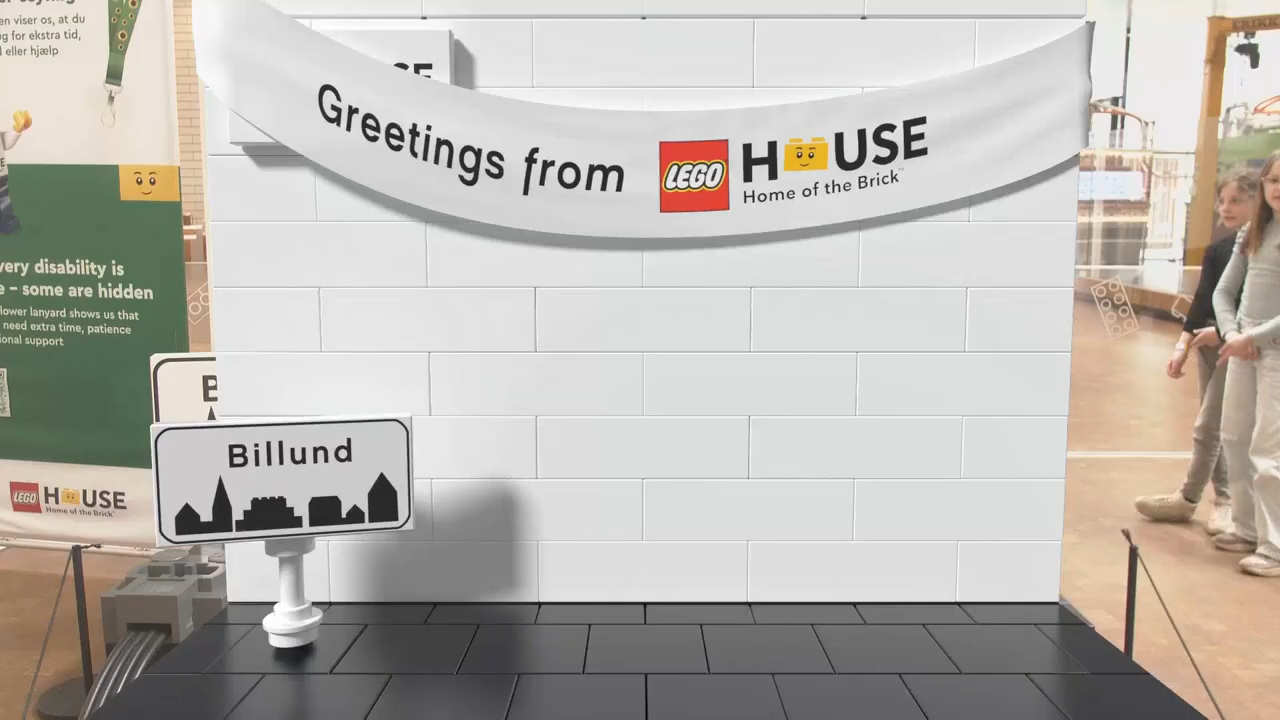 en viser os, at du
g for ekstra tid,
l eller hjælp
Greetings from
LEGO HOUSE
Home of the Brick
very disability is
e – some are hidden
lower lanyard shows us that
need extra time, patience
ional support
B
Billund
LEGO HOUSE
Home of the Brick